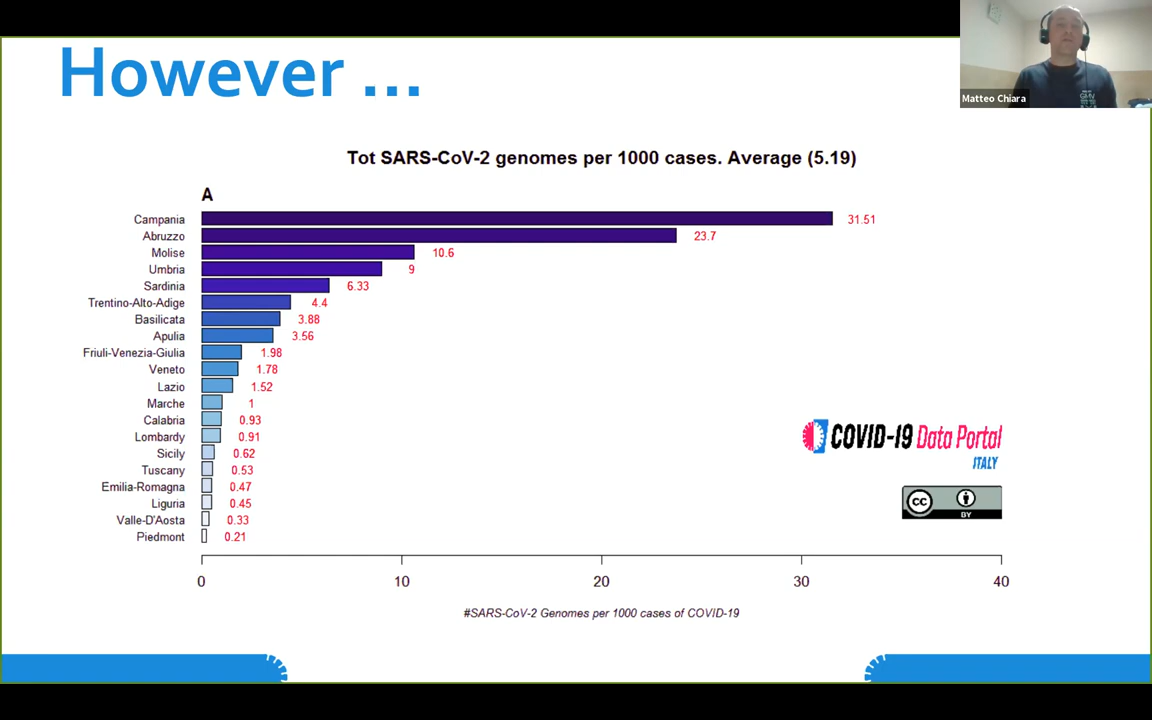 However ...
Matteo Chiara
Tot SARS-CoV-2 genomes per 1000 cases. Average (5.19)
A
Campania 31.51
Abruzzo 23.7
Molise 10.6
Umbria 9
Sardinia 6.33
Trentino-Alto-Adige 4.4
Basilicata 3.88
Apulia 3.56
Friuli-Venezia-Giulia 1.98
Veneto 1.78
Lazio 1.52
Marche 1
Calabria 0.93
Lombardy 0.91
Sicily 0.62
Tuscany 0.53
Emilia-Romagna 0.47
Liguria 0.45
Valle-D'Aosta 0.33
Piedmont 0.21
COVID-19 Data Portal
ITALY
cc
BY
0 10 20 30 40
#SARS-CoV-2 Genomes per 1000 cases of COVID-19